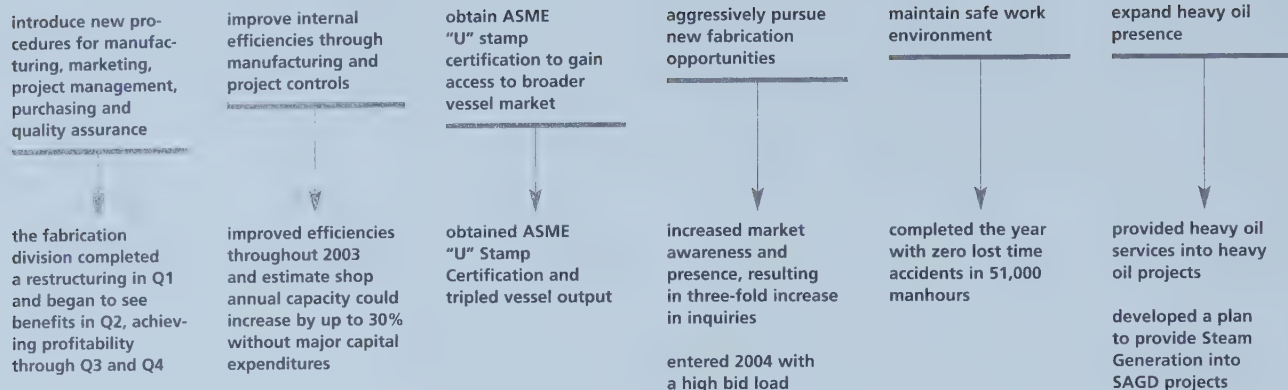 introduce new pro-
cedures for manufac-
turing, marketing,
project management,
purchasing and
quality assurance
the fabrication
division completed
a restructuring in Q1
and began to see
benefits in Q2, achiev-
ing profitability
through Q3 and Q4
improve internal
efficiencies through
manufacturing and
project controls
improved efficiencies
throughout 2003
and estimate shop
annual capacity could
increase by up to 30%
without major capital
expenditures
obtain ASME
"U" stamp
certification to gain
access to broader
vessel market
obtained ASME
"U" Stamp
Certification and
tripled vessel output
aggressively pursue
new fabrication
opportunities
increased market
awareness and
presence, resulting
in three-fold increase
in inquiries
entered 2004 with
a high bid load
maintain safe work
environment
completed the year
with zero lost time
accidents in 51,000
manhours
expand heavy oil
presence
provided heavy oil
services into heavy
oil projects
developed a plan
to provide Steam
Generation into
SAGD projects